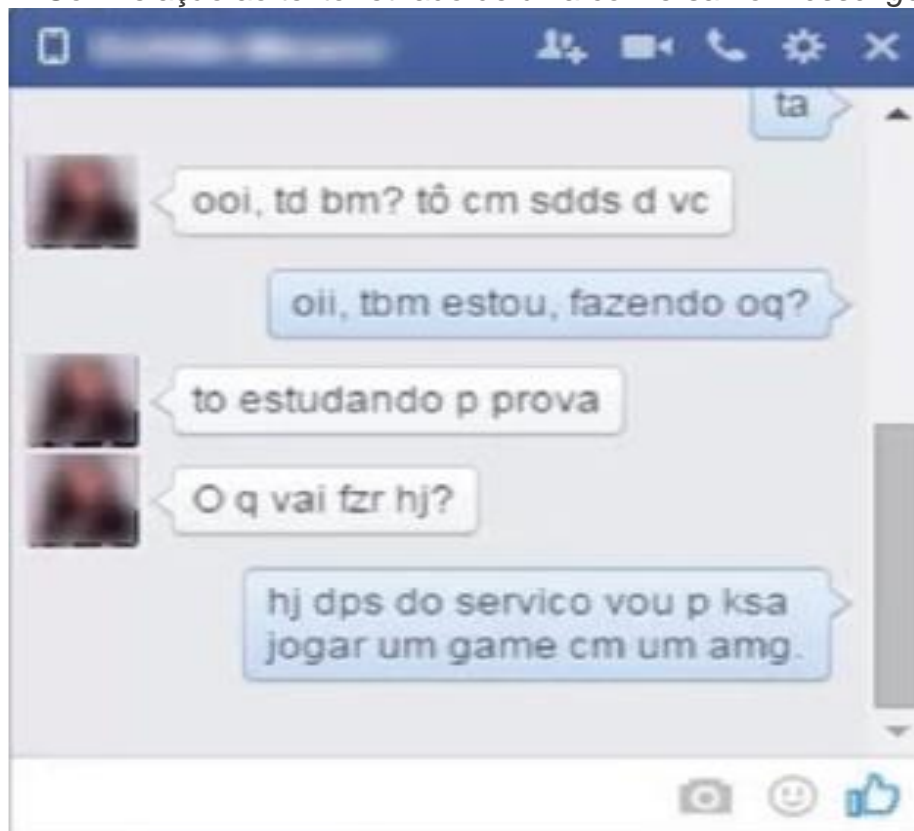 ta
ooi, td bm? tô cm sdds d vc
oii, tbm estou, fazendo oq?
to estudando p prova
O q vai fzr hj?
hj dps do servico vou p ksa
jogar um game cm um amg.